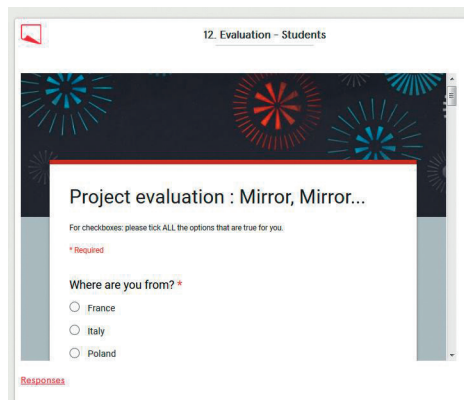 12. Evaluation - Students
Project evaluation : Mirror, Mirror...
For checkboxes: please tick ALL the options that are true for you.
* Required
Where are you from? *
France
Italy
Poland
Responses